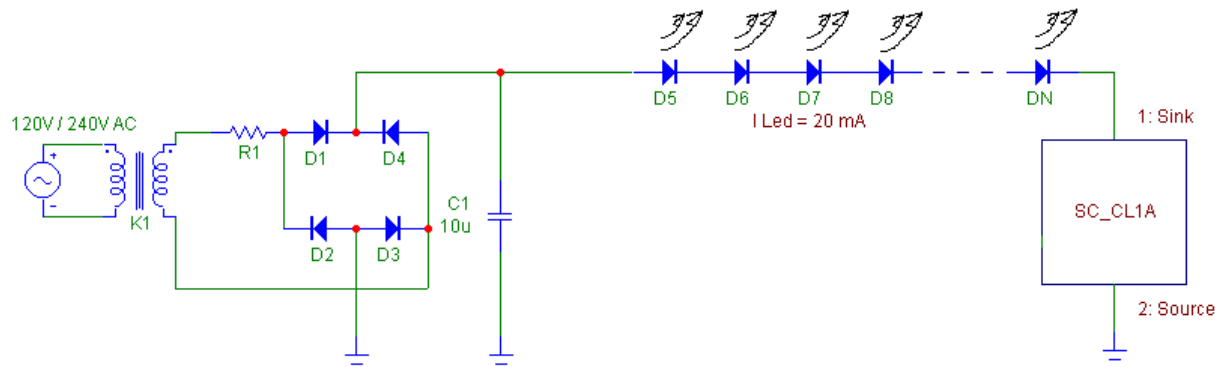 120V / 240V AC
K1
R1
D1
D4
D2
D3
C1
10u
D5
D6
D7
D8
DN
I Led = 20 mA
1: Sink
SC_CL1A
2: Source